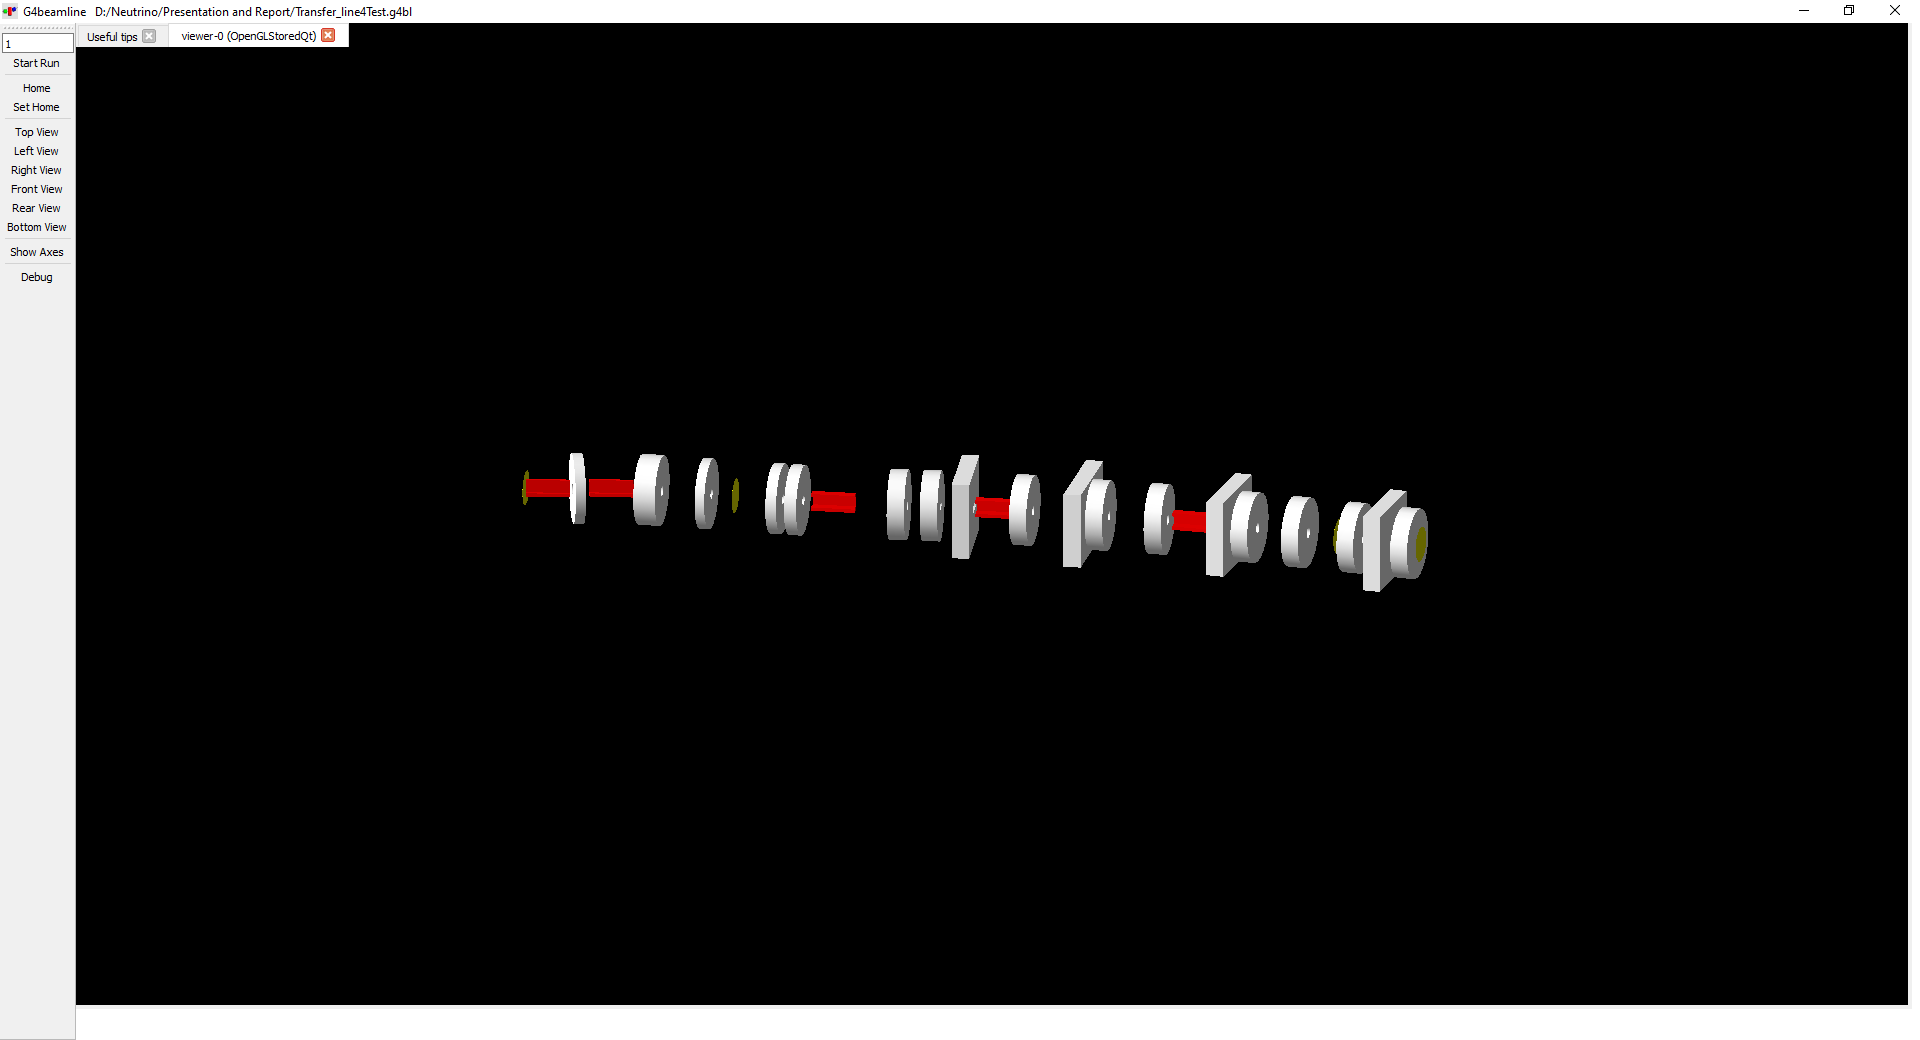 G4beamline D:/Neutrino/Presentation and Report/Transfer_line4Test.g4bl
Useful tips
viewer-0 (OpenGLStoredQt)
1
Start Run
Home
Set Home
Top View
Left View
Right View
Front View
Rear View
Bottom View
Show Axes
Debug